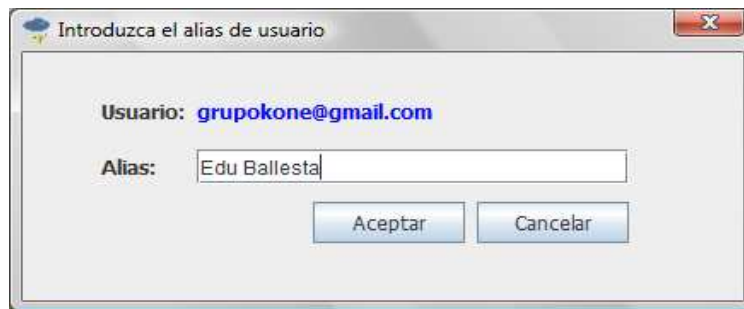 Introduzca el alias de usuario
Usuario: grupokone@gmail.com
Alias: Edu Ballesta
Aceptar Cancelar